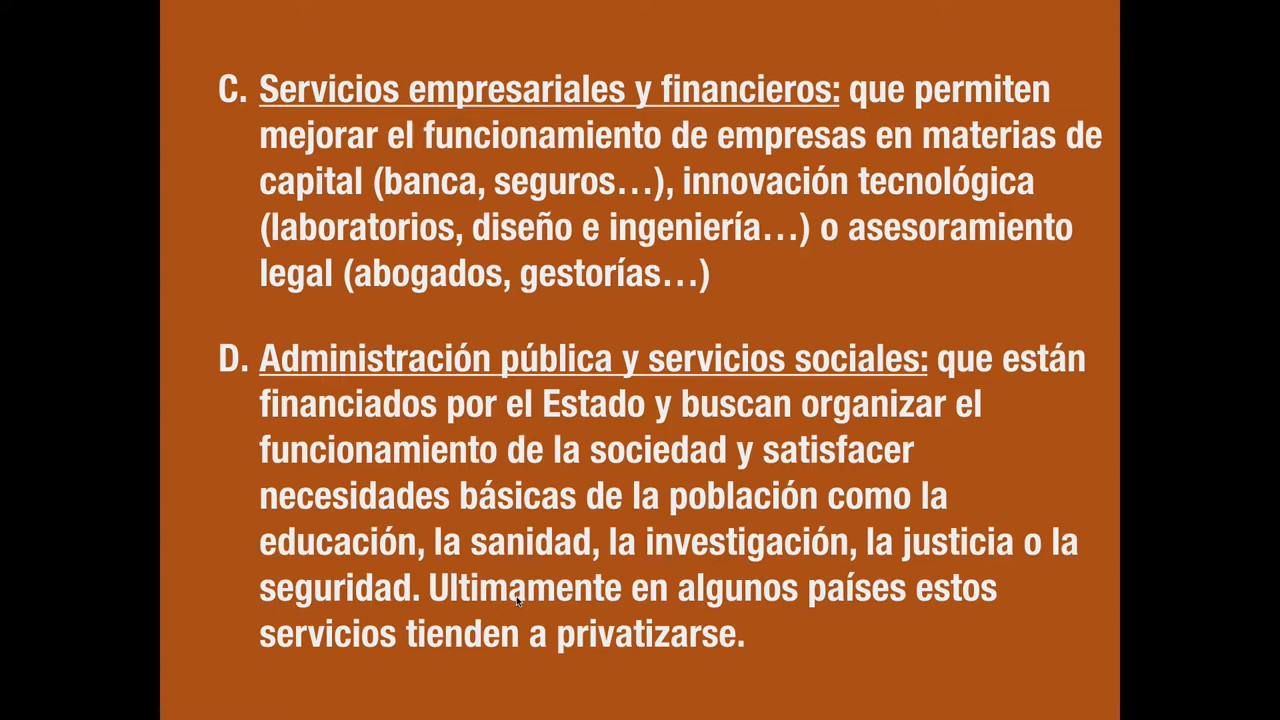 C. Servicios empresariales y financieros: que permiten
mejorar el funcionamiento de empresas en materias de
capital (banca, seguros…), innovación tecnológica
(laboratorios, diseño e ingeniería…) o asesoramiento
legal (abogados, gestorías…)
D. Administración pública y servicios sociales: que están
financiados por el Estado y buscan organizar el
funcionamiento de la sociedad y satisfacer
necesidades básicas de la población como la
educación, la sanidad, la investigación, la justicia o la
seguridad. Ultimamente en algunos países estos
servicios tienden a privatizarse.